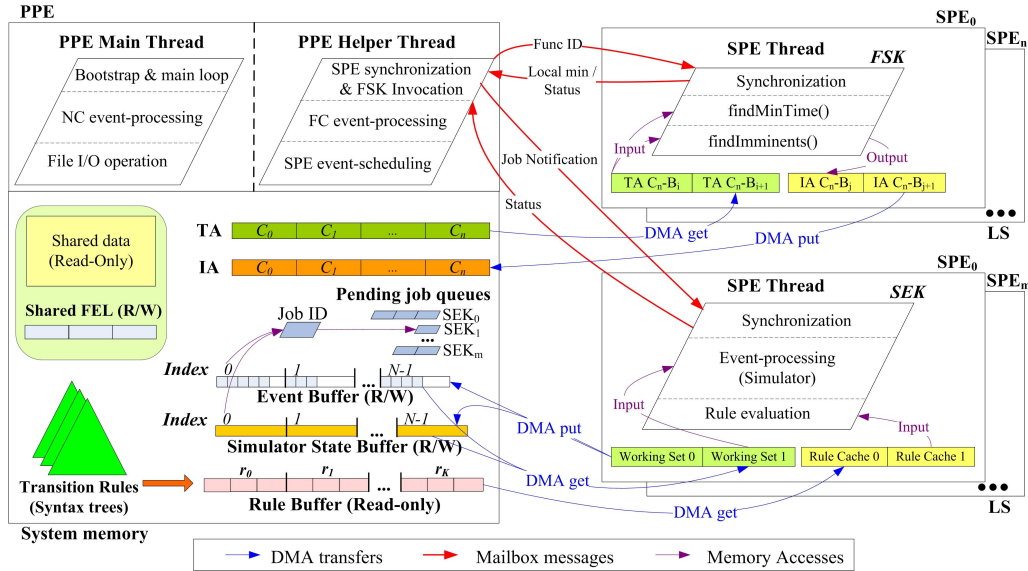 PPE
PPE Main Thread
Bootstrap & main loop
NC event-processing
File I/O operation
PPE Helper Thread
SPE synchronization
& FSK Invocation
FC event-processing
SPE event-scheduling
Func ID
Local min /
Status
Job Notification
Status
SPE0
SPEn
SPE Thread
FSK
Synchronization
findMinTime()
findImminents()
Input
Output
TA Cn-Bi
TA Cn-Bi+1
IA Cn-Bj
IA Cn-Bj+1
•••
LS
DMA get
DMA put
Shared data
(Read-Only)
Shared FEL (R/W)
TA
C0
C1
...
Cn
IA
C0
C1
...
Cn
Pending job queues
Job ID
SEK0
SEK1
...
SEKm
Index
0
1
N-1
...
Event Buffer (R/W)
Index
0
1
N-1
...
Simulator State Buffer (R/W)
r0
r1
rK
...
Rule Buffer (Read-only)
Transition Rules
(Syntax trees)
System memory
SPE0
SPEm
SPE Thread
SEK
Synchronization
Event-processing
(Simulator)
Rule evaluation
Input
Input
Working Set 0
Working Set 1
Rule Cache 0
Rule Cache 1
•••
LS
DMA put
DMA get
DMA get
DMA transfers
Mailbox messages
Memory Accesses